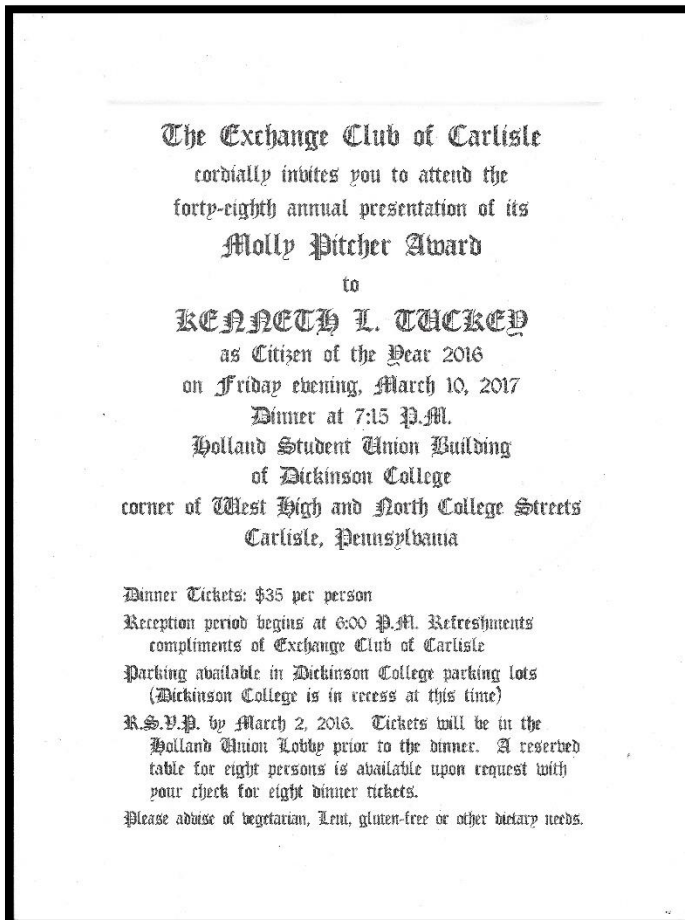 The Exchange Club of Carlisle
cordially invites you to attend the
forty-eighth annual presentation of its
Molly Pitcher Award
to
KENNETH L. TUCKEY
as Citizen of the Year 2016
on Friday evening, March 10, 2017
Dinner at 7:15 P.M.
Holland Student Union Building
of Dickinson College
corner of West High and North College Streets
Carlisle, Pennsylvania
Dinner Tickets: $35 per person
Reception period begins at 6:00 P.M. Refreshments
compliments of Exchange Club of Carlisle
Parking available in Dickinson College parking lots
(Dickinson College is in recess at this time)
R.S.V.P. by March 2, 2016. Tickets will be in the
Holland Union Lobby prior to the dinner. A reserved
table for eight persons is available upon request with
your check for eight dinner tickets.
Please advise of vegetarian, Lent, gluten-free or other dietary needs.